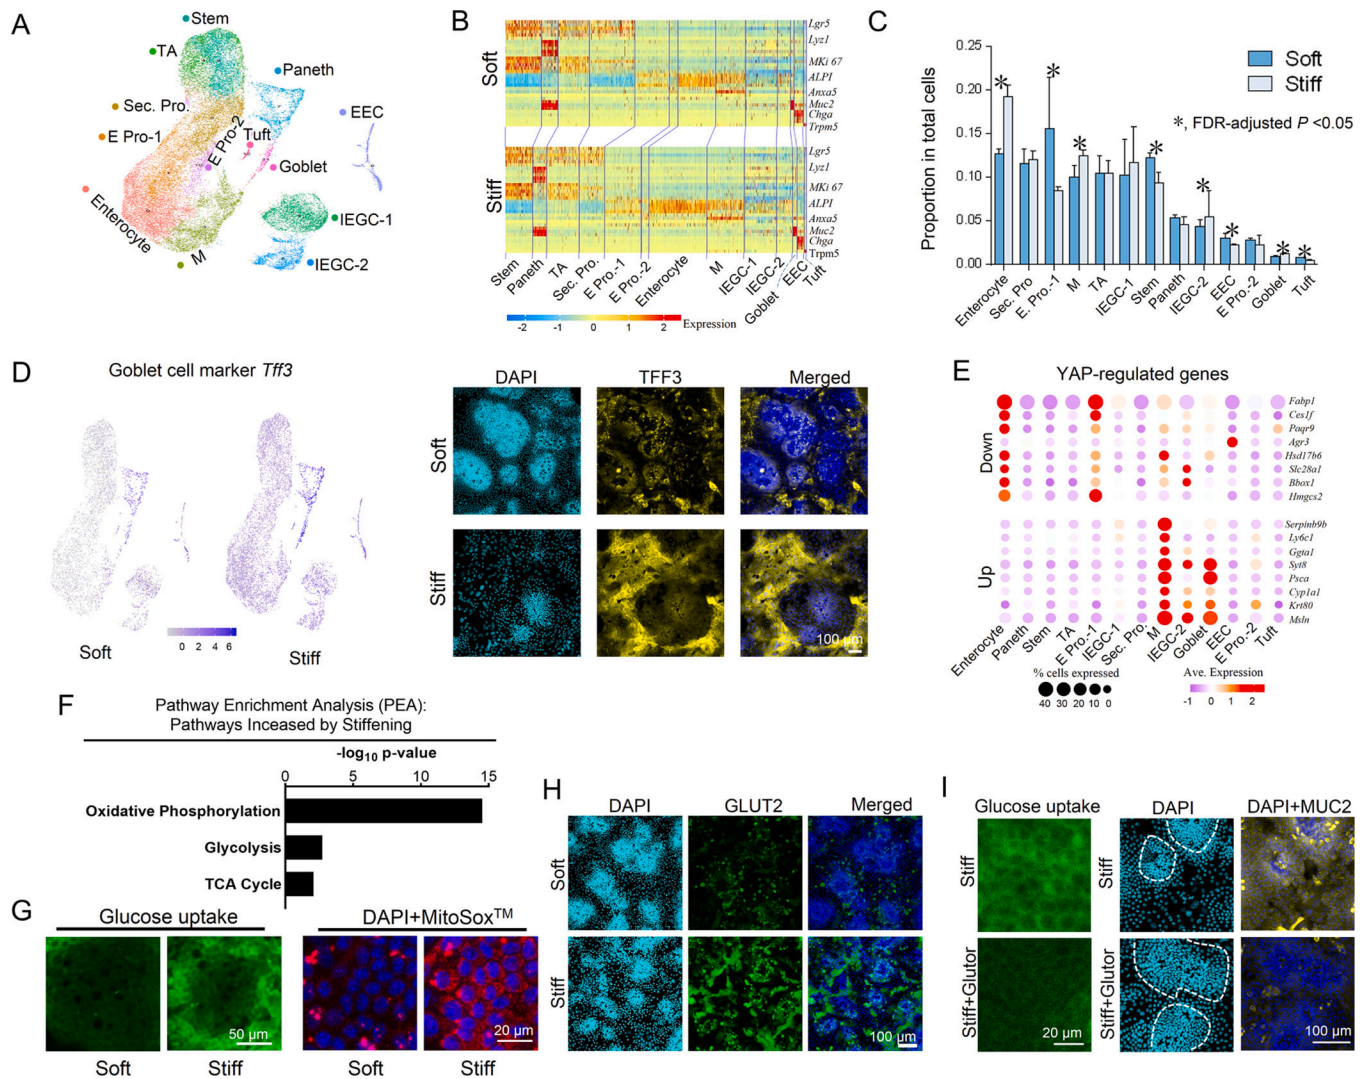 A
Stem
TA
Paneth
Sec. Pro.
EEC
E Pro-1
E Pro-2
Tuft
Goblet
Enterocyte
M
IEGC-1
IEGC-2
B
Soft
Lgr5
Lyz1
MKi 67
ALPI
Anxa5
Muc2
Chga
Trpm5
Stiff
Lgr5
Lyz1
MKi 67
ALPI
Anxa5
Muc2
Chga
Trpm5
Stem
Paneth
TA
Sec. Pro.
E Pro.-1
E Pro.-2
Enterocyte
M
IEGC-1
IEGC-2
Goblet
EEC
Tuft
-2 -1 0 1 2 Expression
C
Proportion in total cells
0.25
0.20
0.15
0.10
0.05
0.00
Soft
Stiff
*, FDR-adjusted P <0.05
* * * * * * * *
Enterocyte
Sec. Pro
E. Pro.-1
M
TA
IEGC-1
Stem
Paneth
IEGC-2
EEC
E Pro.-2
Goblet
Tuft
D
Goblet cell marker Tff3
Soft
0 2 4 6
Stiff
DAPI TFF3 Merged
Soft
Stiff
100 µm
E
YAP-regulated genes
Down
Fabp1
Ces1f
Paqr9
Agr3
Hsd17b6
Slc28a1
Bbox1
Hmgcs2
Up
Serpinb9b
Ly6c1
Ggta1
Syt8
Psca
Cyp1a1
Krt80
Msln
Enterocyte
Paneth
Stem
TA
E Pro.-1
IEGC-1
Sec. Pro.
M
IEGC-2
Goblet
EEC
E Pro.-2
Tuft
% cells expressed
40 30 20 10 0
Ave. Expression
-1 0 1 2
F
Pathway Enrichment Analysis (PEA):
Pathways Inceased by Stiffening
-log10 p-value
0 5 10 15
Oxidative Phosphorylation
Glycolysis
TCA Cycle
G
Glucose uptake
DAPI+MitoSox™
50 µm
20 µm
Soft Stiff Soft Stiff
H
DAPI GLUT2 Merged
Soft
Stiff
100 µm
I
Glucose uptake DAPI DAPI+MUC2
Stiff
Stiff
Stiff+Glutor
Stiff+Glutor
20 µm
100 µm